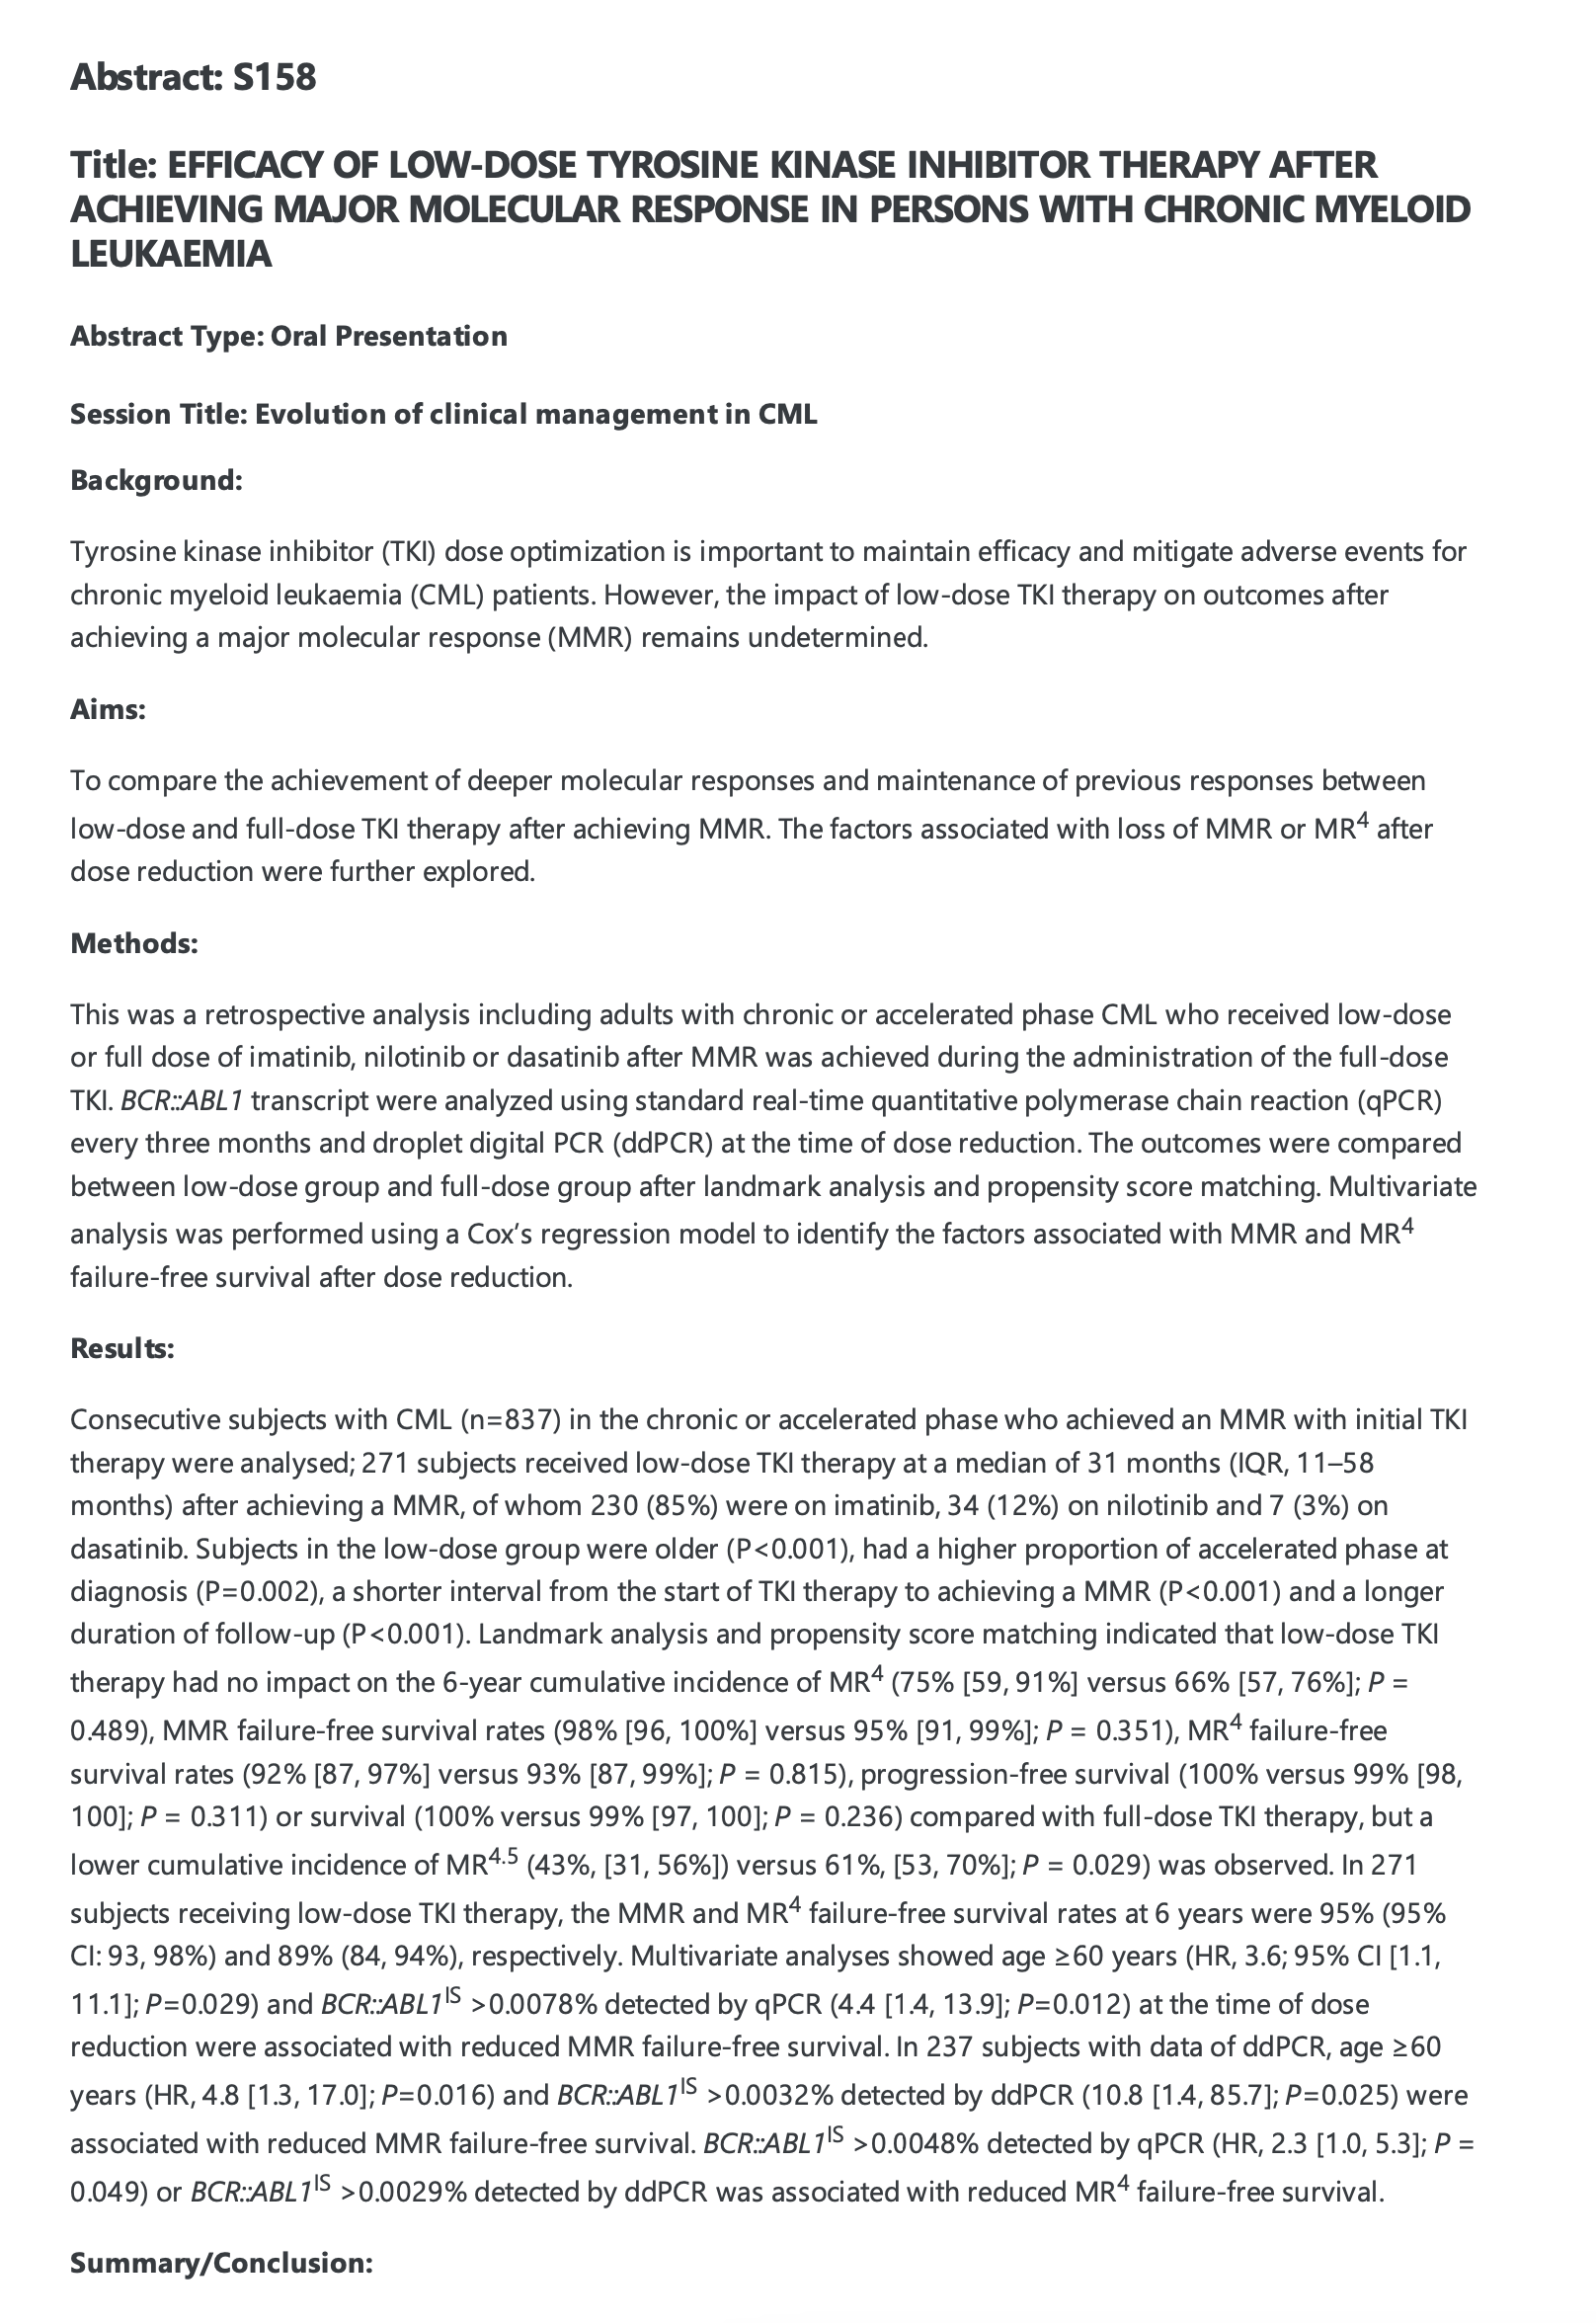 Abstract: S158
Title: EFFICACY OF LOW-DOSE TYROSINE KINASE INHIBITOR THERAPY AFTER
ACHIEVING MAJOR MOLECULAR RESPONSE IN PERSONS WITH CHRONIC MYELOID
LEUKAEMIA
Abstract Type: Oral Presentation
Session Title: Evolution of clinical management in CML
Background:
Tyrosine kinase inhibitor (TKI) dose optimization is important to maintain efficacy and mitigate adverse events for
chronic myeloid leukaemia (CML) patients. However, the impact of low-dose TKI therapy on outcomes after
achieving a major molecular response (MMR) remains undetermined.
Aims:
To compare the achievement of deeper molecular responses and maintenance of previous responses between
low-dose and full-dose TKI therapy after achieving MMR. The factors associated with loss of MMR or MR⁴ after
dose reduction were further explored.
Methods:
This was a retrospective analysis including adults with chronic or accelerated phase CML who received low-dose
or full dose of imatinib, nilotinib or dasatinib after MMR was achieved during the administration of the full-dose
TKI. BCR::ABL1 transcript were analyzed using standard real-time quantitative polymerase chain reaction (qPCR)
every three months and droplet digital PCR (ddPCR) at the time of dose reduction. The outcomes were compared
between low-dose group and full-dose group after landmark analysis and propensity score matching. Multivariate
analysis was performed using a Cox’s regression model to identify the factors associated with MMR and MR⁴
failure-free survival after dose reduction.
Results:
Consecutive subjects with CML (n=837) in the chronic or accelerated phase who achieved an MMR with initial TKI
therapy were analysed; 271 subjects received low-dose TKI therapy at a median of 31 months (IQR, 11–58
months) after achieving a MMR, of whom 230 (85%) were on imatinib, 34 (12%) on nilotinib and 7 (3%) on
dasatinib. Subjects in the low-dose group were older (P<0.001), had a higher proportion of accelerated phase at
diagnosis (P=0.002), a shorter interval from the start of TKI therapy to achieving a MMR (P<0.001) and a longer
duration of follow-up (P<0.001). Landmark analysis and propensity score matching indicated that low-dose TKI
therapy had no impact on the 6-year cumulative incidence of MR⁴ (75% [59, 91%] versus 66% [57, 76%]; P =
0.489), MMR failure-free survival rates (98% [96, 100%] versus 95% [91, 99%]; P = 0.351), MR⁴ failure-free
survival rates (92% [87, 97%] versus 93% [87, 99%]; P = 0.815), progression-free survival (100% versus 99% [98,
100]; P = 0.311) or survival (100% versus 99% [97, 100]; P = 0.236) compared with full-dose TKI therapy, but a
lower cumulative incidence of MR⁴·⁵ (43%, [31, 56%]) versus 61%, [53, 70%]; P = 0.029) was observed. In 271
subjects receiving low-dose TKI therapy, the MMR and MR⁴ failure-free survival rates at 6 years were 95% (95%
CI: 93, 98%) and 89% (84, 94%), respectively. Multivariate analyses showed age ≥60 years (HR, 3.6; 95% CI [1.1,
11.1]; P=0.029) and BCR::ABL1ᴵˢ >0.0078% detected by qPCR (4.4 [1.4, 13.9]; P=0.012) at the time of dose
reduction were associated with reduced MMR failure-free survival. In 237 subjects with data of ddPCR, age ≥60
years (HR, 4.8 [1.3, 17.0]; P=0.016) and BCR::ABL1ᴵˢ >0.0032% detected by ddPCR (10.8 [1.4, 85.7]; P=0.025) were
associated with reduced MMR failure-free survival. BCR::ABL1ᴵˢ >0.0048% detected by qPCR (HR, 2.3 [1.0, 5.3]; P =
0.049) or BCR::ABL1ᴵˢ >0.0029% detected by ddPCR was associated with reduced MR⁴ failure-free survival.
Summary/Conclusion: